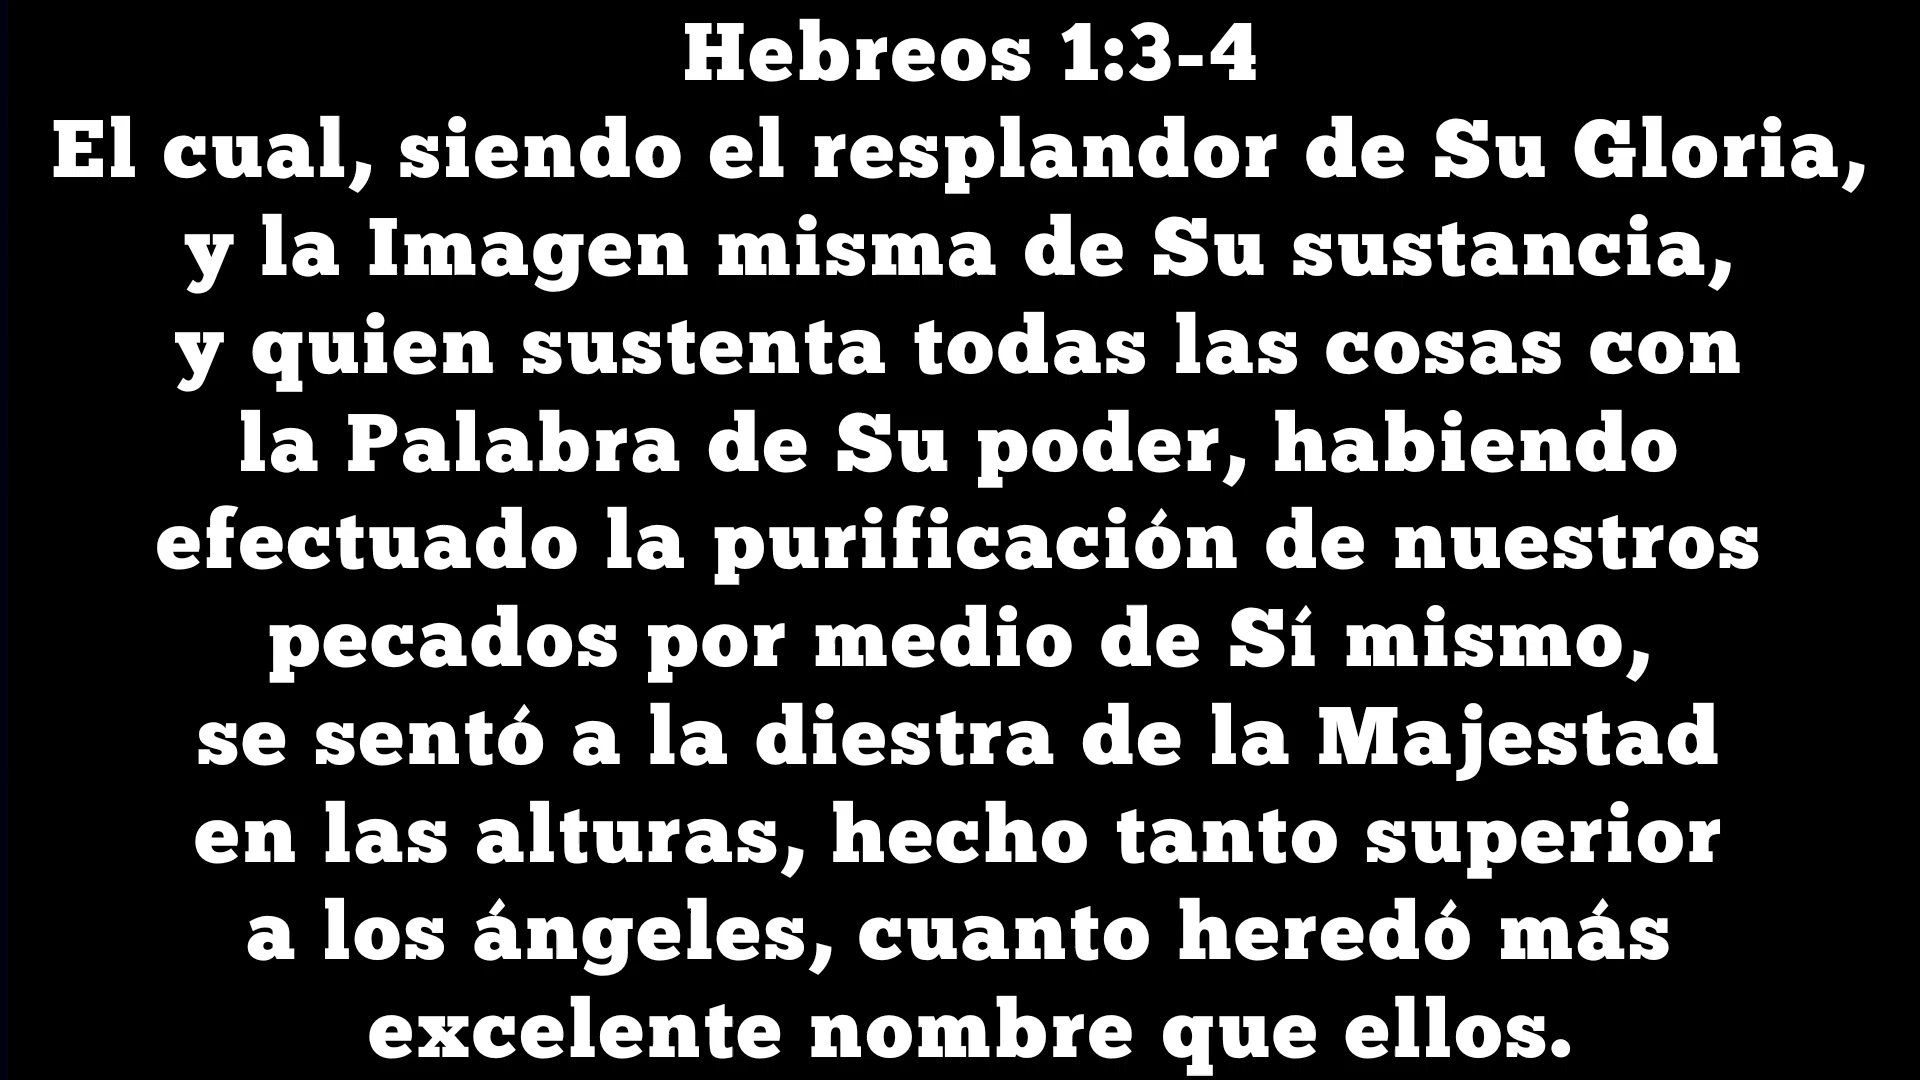 Hebreos 1:3-4
El cual, siendo el resplandor de Su Gloria,
y la Imagen misma de Su sustancia,
y quien sustenta todas las cosas con
la Palabra de Su poder, habiendo
efectuado la purificación de nuestros
pecados por medio de Sí mismo,
se sentó a la diestra de la Majestad
en las alturas, hecho tanto superior
a los ángeles, cuanto heredó más
excelente nombre que ellos.